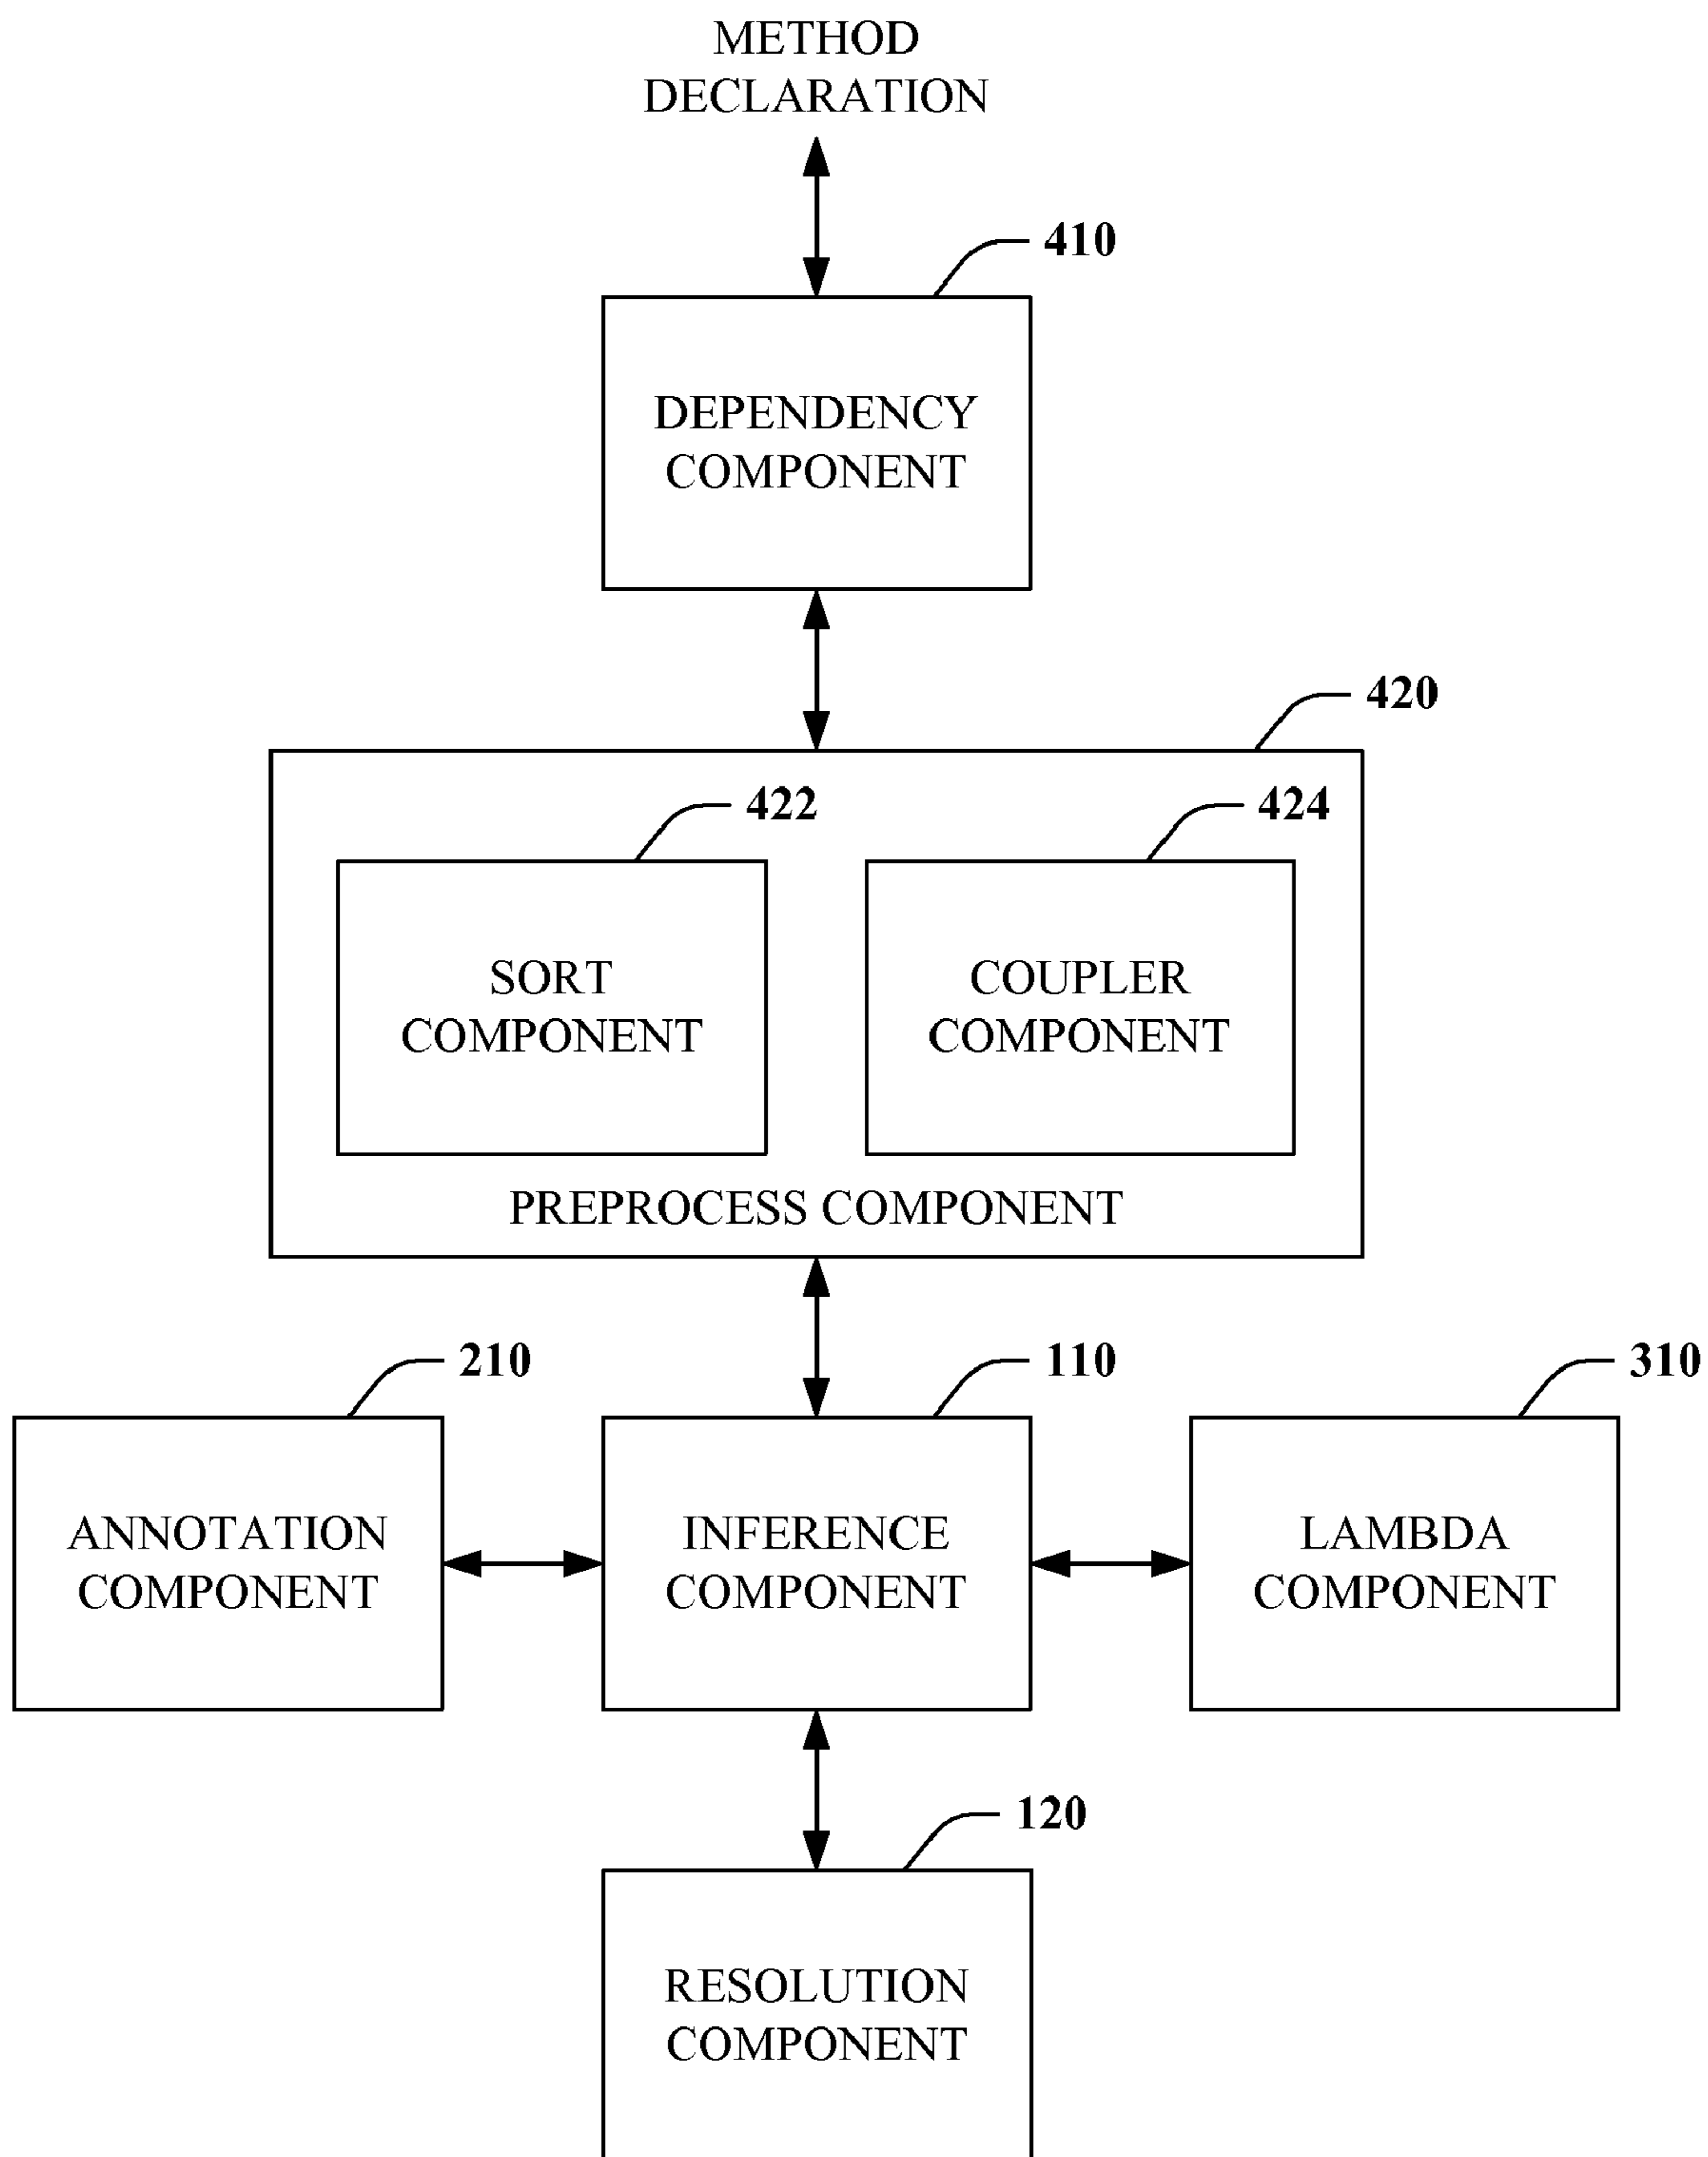 METHOD
DECLARATION
410
DEPENDENCY
COMPONENT
420
422
424
SORT
COMPONENT
COUPLER
COMPONENT
PREPROCESS COMPONENT
210
110
310
ANNOTATION
COMPONENT
INFERENCE
COMPONENT
LAMBDA
COMPONENT
120
RESOLUTION
COMPONENT